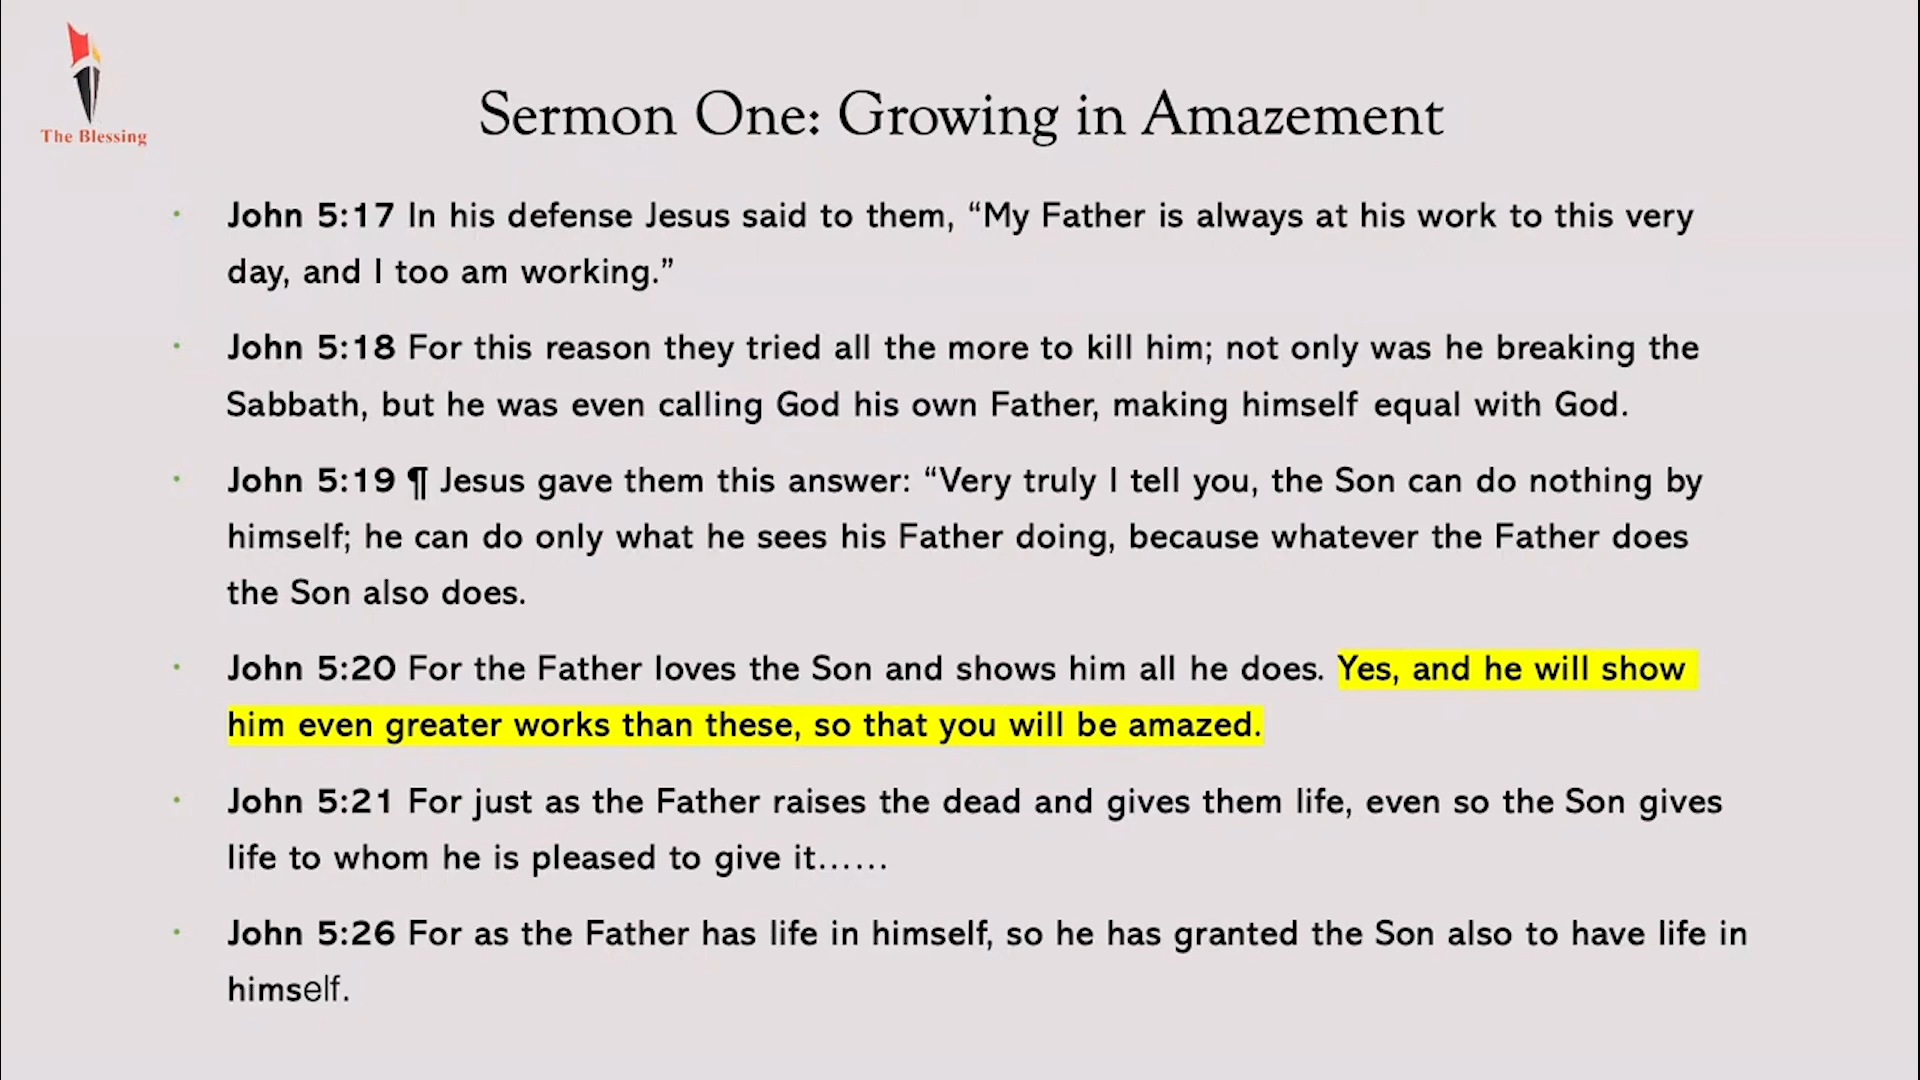 The Blessing
Sermon One: Growing in Amazement
• John 5:17 In his defense Jesus said to them, “My Father is always at his work to this very
day, and I too am working.”
• John 5:18 For this reason they tried all the more to kill him; not only was he breaking the
Sabbath, but he was even calling God his own Father, making himself equal with God.
• John 5:19 ¶ Jesus gave them this answer: “Very truly I tell you, the Son can do nothing by
himself; he can do only what he sees his Father doing, because whatever the Father does
the Son also does.
• John 5:20 For the Father loves the Son and shows him all he does. Yes, and he will show
him even greater works than these, so that you will be amazed.
• John 5:21 For just as the Father raises the dead and gives them life, even so the Son gives
life to whom he is pleased to give it……
• John 5:26 For as the Father has life in himself, so he has granted the Son also to have life in
himself.